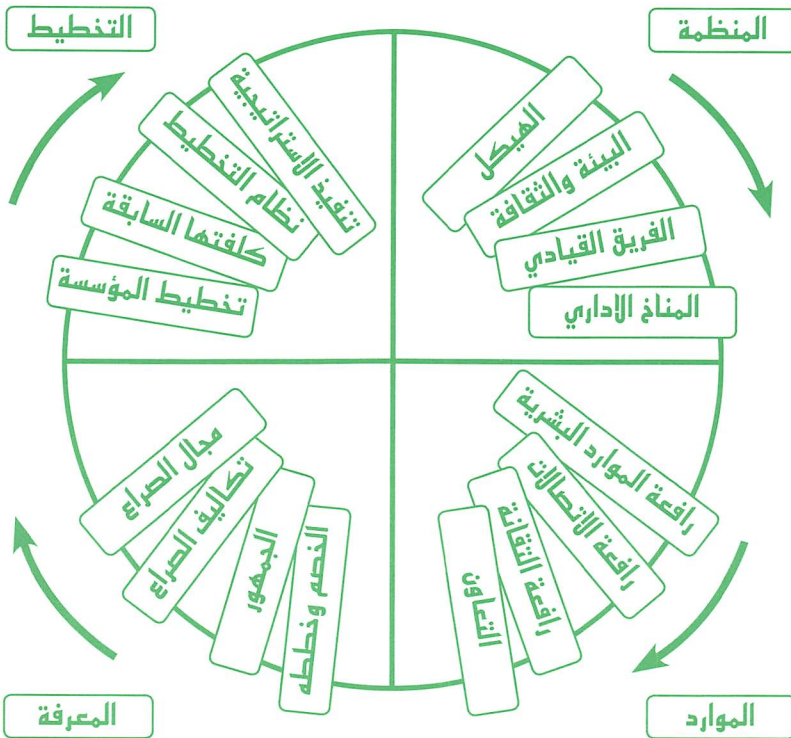 المنظمة
الهيكل
البيئة والثقافة
الفريق القيادي
المناخ الإداري
الموارد
رافعة الموارد البشرية
رافعة الاتصالات
رافعة التقانة
التعاون
المعرفة
الخصم وخططه
الجمهور
تكاليف الصراع
مجال الصراع
التخطيط
تخطيط المؤسسة
كلفتها السابقة
نظام التخطيط
تنفيذ الاستراتيجية